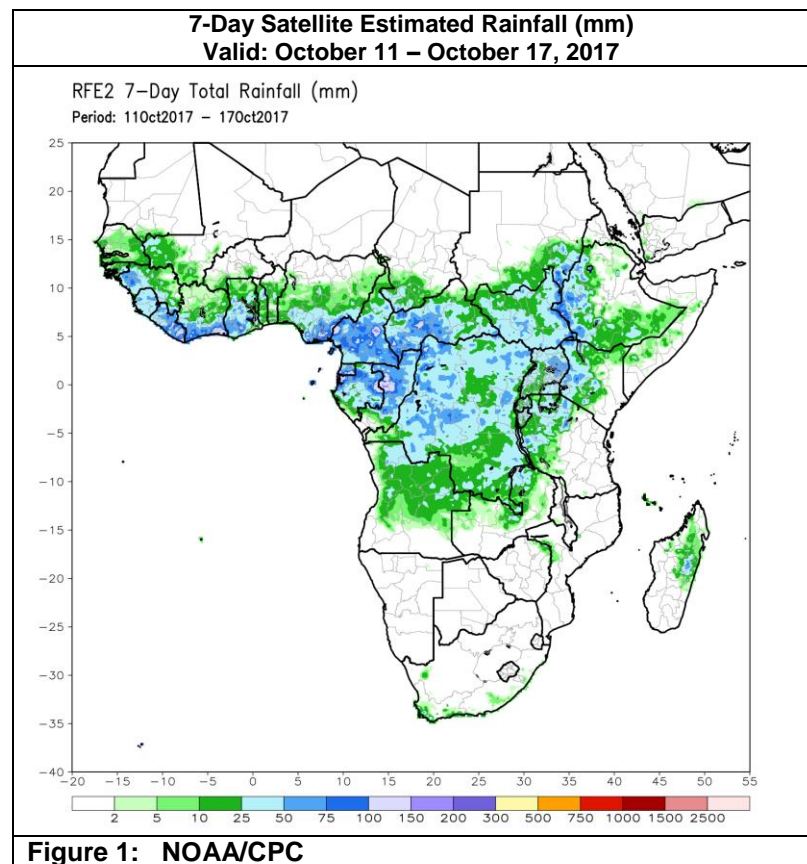 7-Day Satellite Estimated Rainfall (mm)
Valid: October 11 – October 17, 2017
RFE2 7-Day Total Rainfall (mm)
Period: 11Oct2017 - 17Oct2017
25
20
15
10
5
0
-5
-10
-15
-20
-25
-30
-35
-40
-20 -15 -10 -5 0 5 10 15 20 25 30 35 40 45 50 55
2 5 10 25 50 75 100 150 200 300 500 750 1000 1500 2500
Figure 1: NOAA/CPC